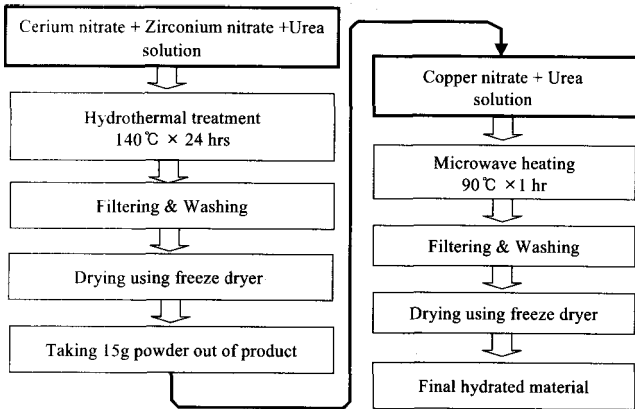 Cerium nitrate + Zirconium nitrate +Urea
solution
Hydrothermal treatment
140℃ × 24 hrs
Filtering & Washing
Drying using freeze dryer
Taking 15g powder out of product
Copper nitrate + Urea
solution
Microwave heating
90℃ ×1 hr
Filtering & Washing
Drying using freeze dryer
Final hydrated material